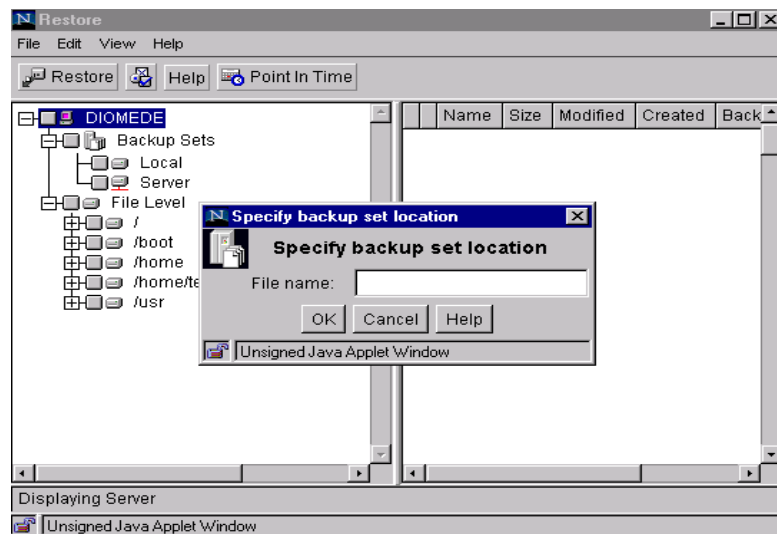 Restore
File Edit View Help
Restore Help Point In Time
DIOMEDE
Name Size Modified Created Back
Backup Sets
Local
Server
File Level
/
/boot
/home
/home/te
/usr
Specify backup set location
Specify backup set location
File name:
OK Cancel Help
Unsigned Java Applet Window
Displaying Server
Unsigned Java Applet Window